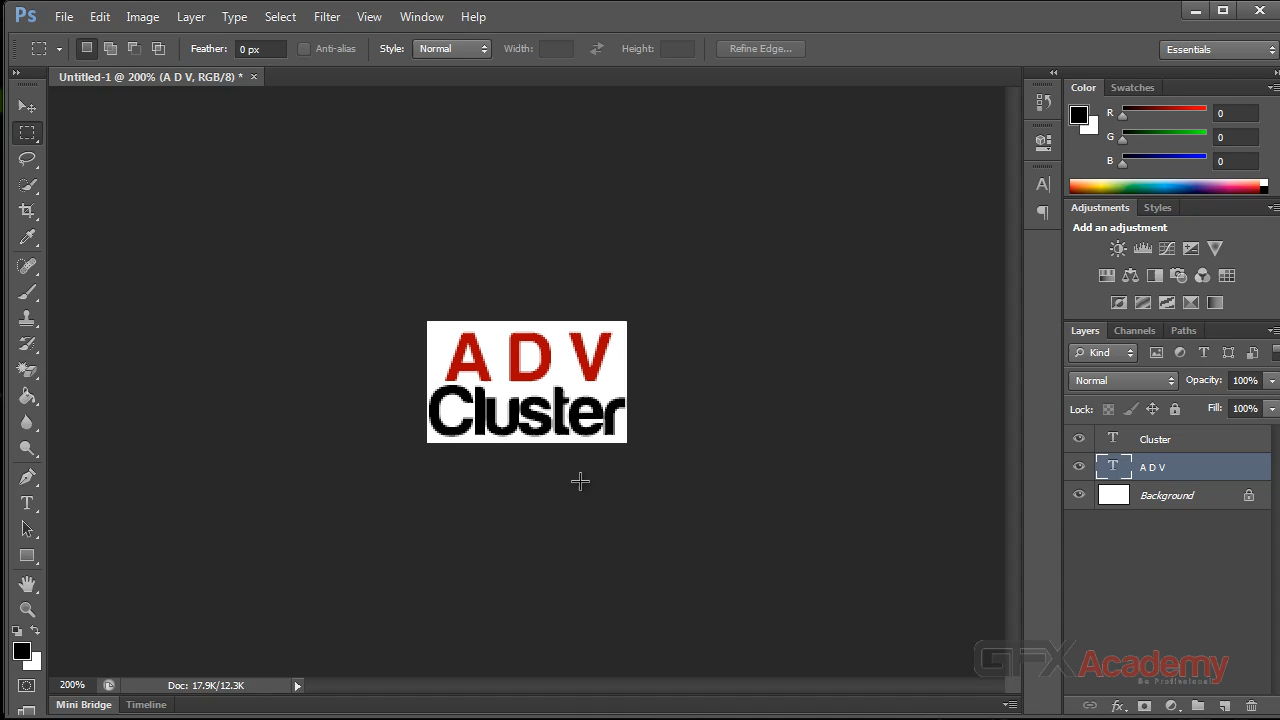 Ps File Edit Image Layer Type Select Filter View Window Help
Feather: 0 px Anti-alias Style: Normal Width: Height: Refine Edge... Essentials
Untitled-1 @ 200% (A D V, RGB/8) * ×
Color Swatches
R 0
G 0
B 0
Adjustments Styles
Add an adjustment
Layers Channels Paths
Kind
Normal Opacity: 100%
Lock: Fill: 100%
Cluster
A D V
Background
A D V
Cluster
GFXAcademy
Be Professional
200% Doc: 17.9K/12.3K
Mini Bridge Timeline
fx